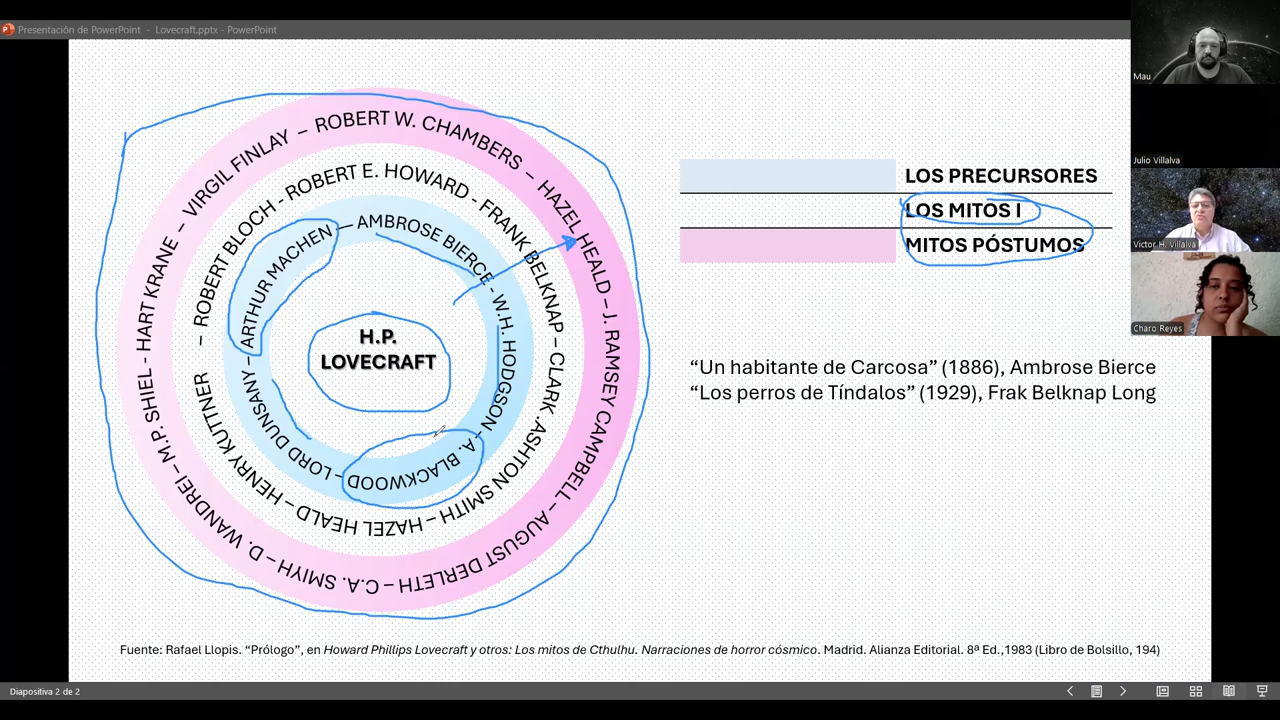 Presentación de PowerPoint - Lovecraft.pptx - PowerPoint
Mau
Julio Villalva
Victor H. Villalva
Charo Reyes
ROBERT W. CHAMBERS – HAZEL HEALD – J. RAMSEY CAMPBELL – AUGUST DERLETH – C.A. SMIYH – D. WANDREI – M.P. SHIEL - HART KRANE – VIRGIL FINLAY –
– ROBERT BLOCH - ROBERT E. HOWARD - FRANK BELKNAP – CLARK. ASHTON SMITH – HAZEL HEALD – HENRY KUTTNER
ARTHUR MACHEN – AMBROSE BIERCE - W.H. HODGSON – A. BLACKWOOD – LORD DUNSANY –
H.P.
LOVECRAFT
LOS PRECURSORES
LOS MITOS I
MITOS PÓSTUMOS
“Un habitante de Carcosa” (1886), Ambrose Bierce
“Los perros de Tíndalos” (1929), Frak Belknap Long
Fuente: Rafael Llopis. “Prólogo”, en Howard Phillips Lovecraft y otros: Los mitos de Cthulhu. Narraciones de horror cósmico. Madrid. Alianza Editorial. 8ª Ed.,1983 (Libro de Bolsillo, 194)
Diapositiva 2 de 2